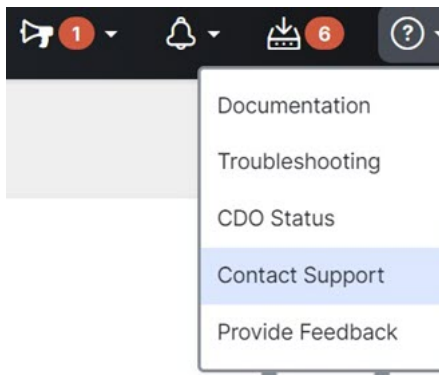 1 6 ?
Documentation
Troubleshooting
CDO Status
Contact Support
Provide Feedback